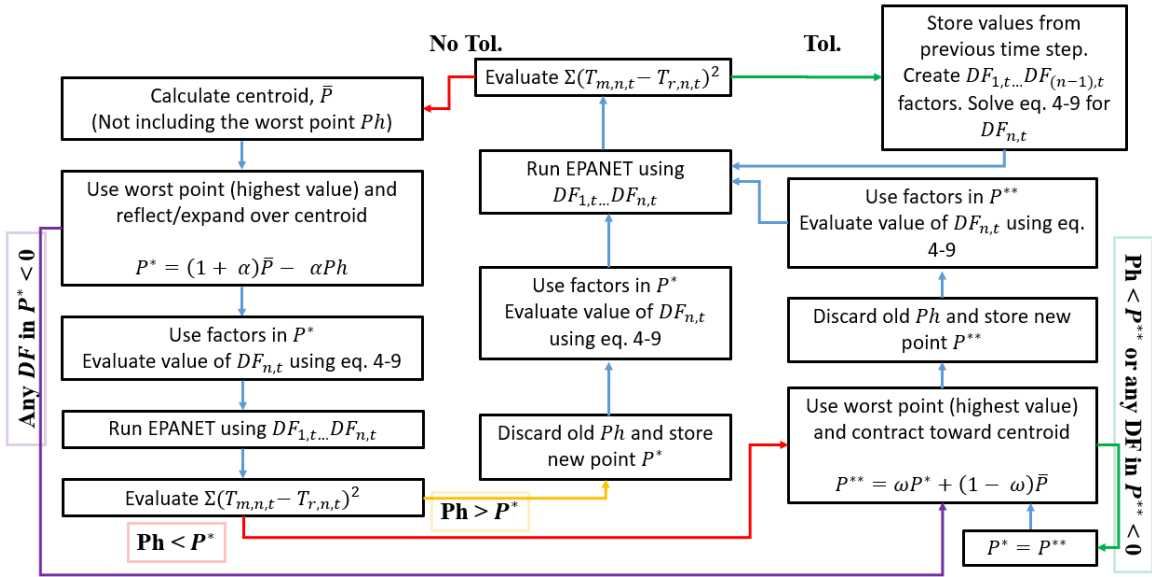 No Tol.
Tol.
Evaluate Σ(T_{m,n,t} − T_{r,n,t})²
Store values from
previous time step.
Create DF_{1,t}…DF_{(n−1),t}
factors. Solve eq. 4-9 for
DF_{n,t}
Calculate centroid, P̄
(Not including the worst point Ph)
Use worst point (highest value) and
reflect/expand over centroid
P* = (1 + α)P̄ − αPh
Any DF in P* < 0
Use factors in P*
Evaluate value of DF_{n,t} using eq. 4-9
Run EPANET using DF_{1,t}…DF_{n,t}
Evaluate Σ(T_{m,n,t} − T_{r,n,t})²
Ph < P*
Ph > P*
Run EPANET using
DF_{1,t}…DF_{n,t}
Use factors in P*
Evaluate value of DF_{n,t}
using eq. 4-9
Discard old Ph and store
new point P*
Use factors in P**
Evaluate value of DF_{n,t} using eq.
4-9
Discard old Ph and store new
point P**
Use worst point (highest value)
and contract toward centroid
P** = ωP* + (1 − ω)P̄
P* = P**
Ph < P** or any DF in P** < 0